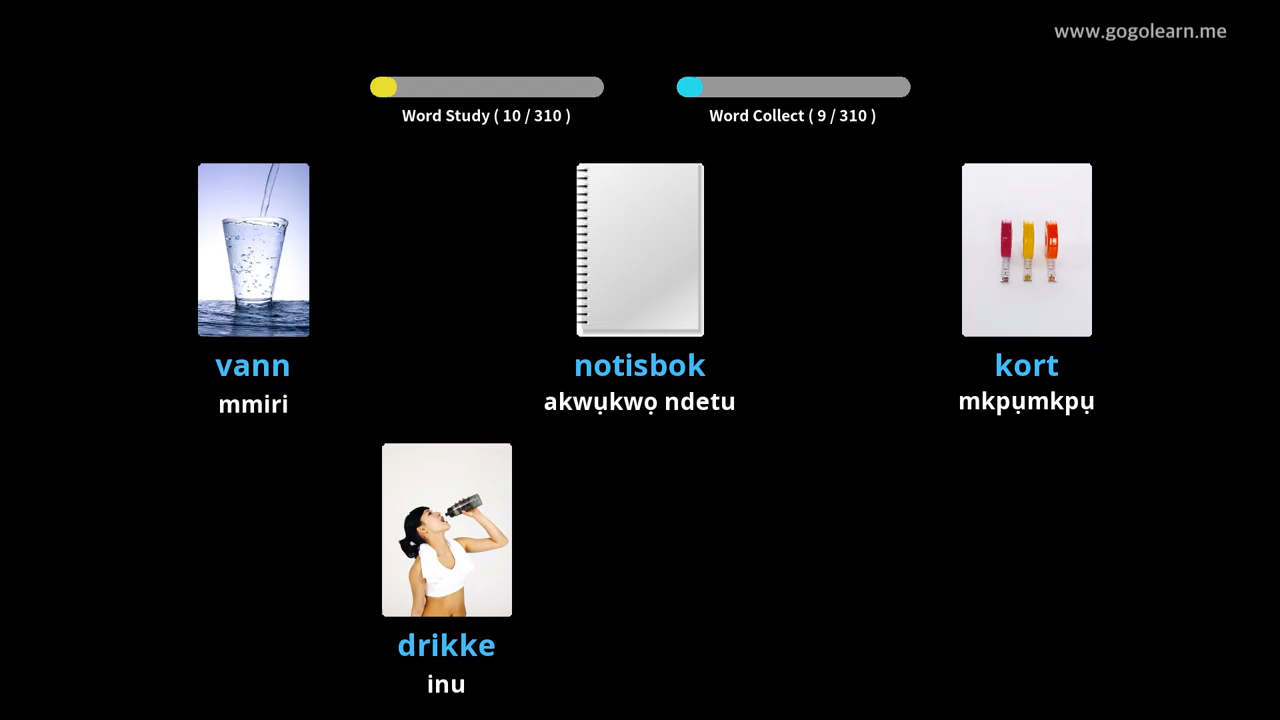 www.gogolearn.me
Word Study ( 10 / 310 )
Word Collect ( 9 / 310 )
vann
mmiri
notisbok
akwụkwọ ndetu
kort
mkpụmkpụ
drikke
inu